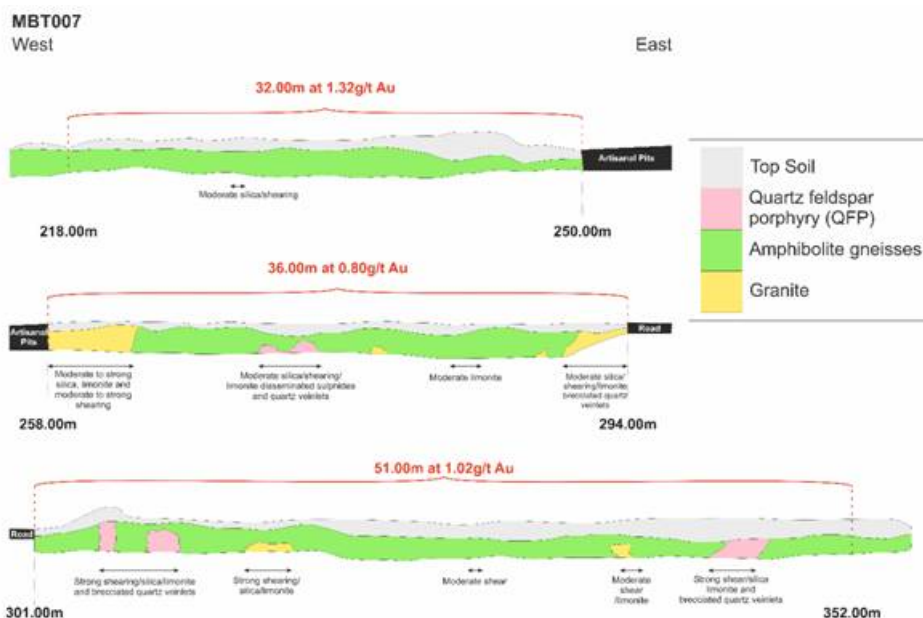 MBT007
West
East
32.00m at 1.32g/t Au
Artisanal Pits
Moderate silica/shearing
218.00m
250.00m
Top Soil
Quartz feldspar
porphyry (QFP)
Amphibolite gneisses
Granite
36.00m at 0.80g/t Au
Artisanal
Pits
Road
Moderate to strong
silica, limonite and
moderate to strong
shearing
Moderate silica/shearing/
limonite disseminated sulphides
and quartz veinlets
Moderate limonite
Moderate silica/
shearing/limonite;
brecciated quartz
veinlets
258.00m
294.00m
51.00m at 1.02g/t Au
Road
Strong shearing/silica/limonite
and brecciated quartz veinlets
Strong shearing/
silica/limonite
Moderate shear
Moderate
shear
/limonite
Strong shear/silica
limonite and
brecciated quartz veinlets
301.00m
352.00m